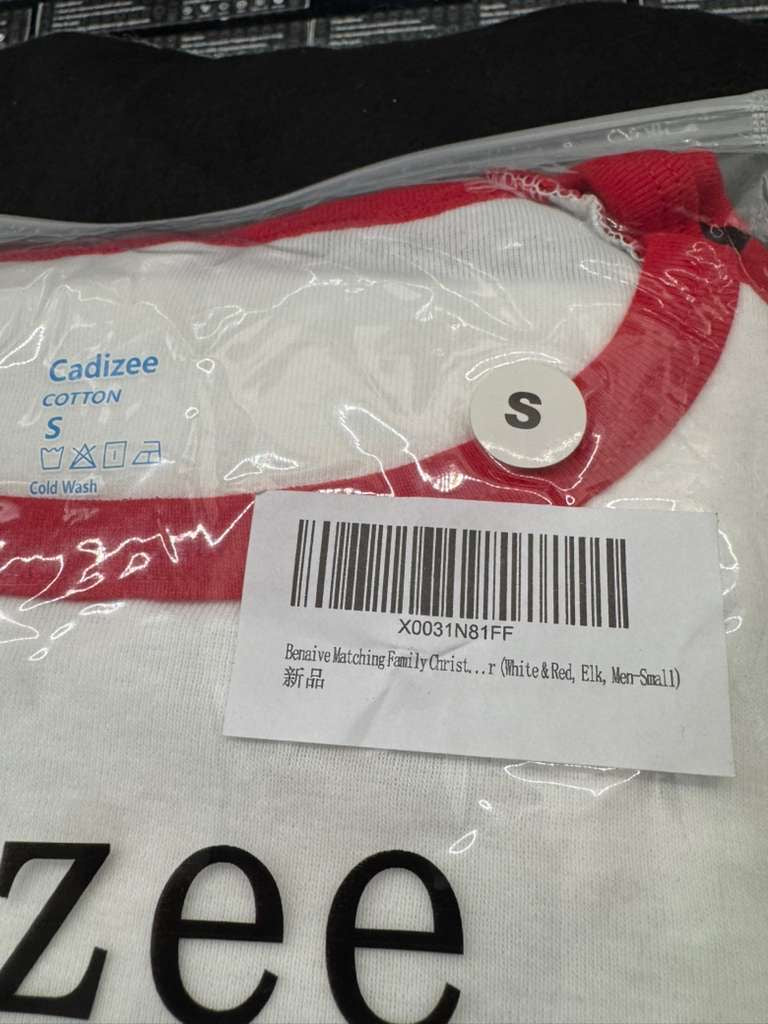 Cadizee
COTTON
S
Cold Wash
S
X0031N81FF
Benaive Matching Family Christ...r (White & Red, Elk, Men-Small)
新品
zee